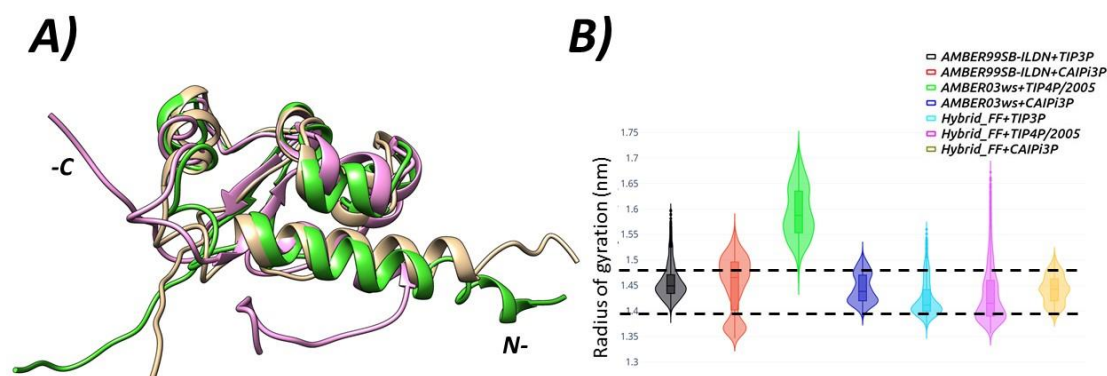 A)
-C
N-
B)
AMBER99SB-ILDN+TIP3P
AMBER99SB-ILDN+CAIPi3P
AMBER03ws+TIP4P/2005
AMBER03ws+CAIPi3P
Hybrid_FF+TIP3P
Hybrid_FF+TIP4P/2005
Hybrid_FF+CAIPi3P
Radius of gyration (nm)
1.75
1.7
1.65
1.6
1.55
1.5
1.45
1.4
1.35
1.3